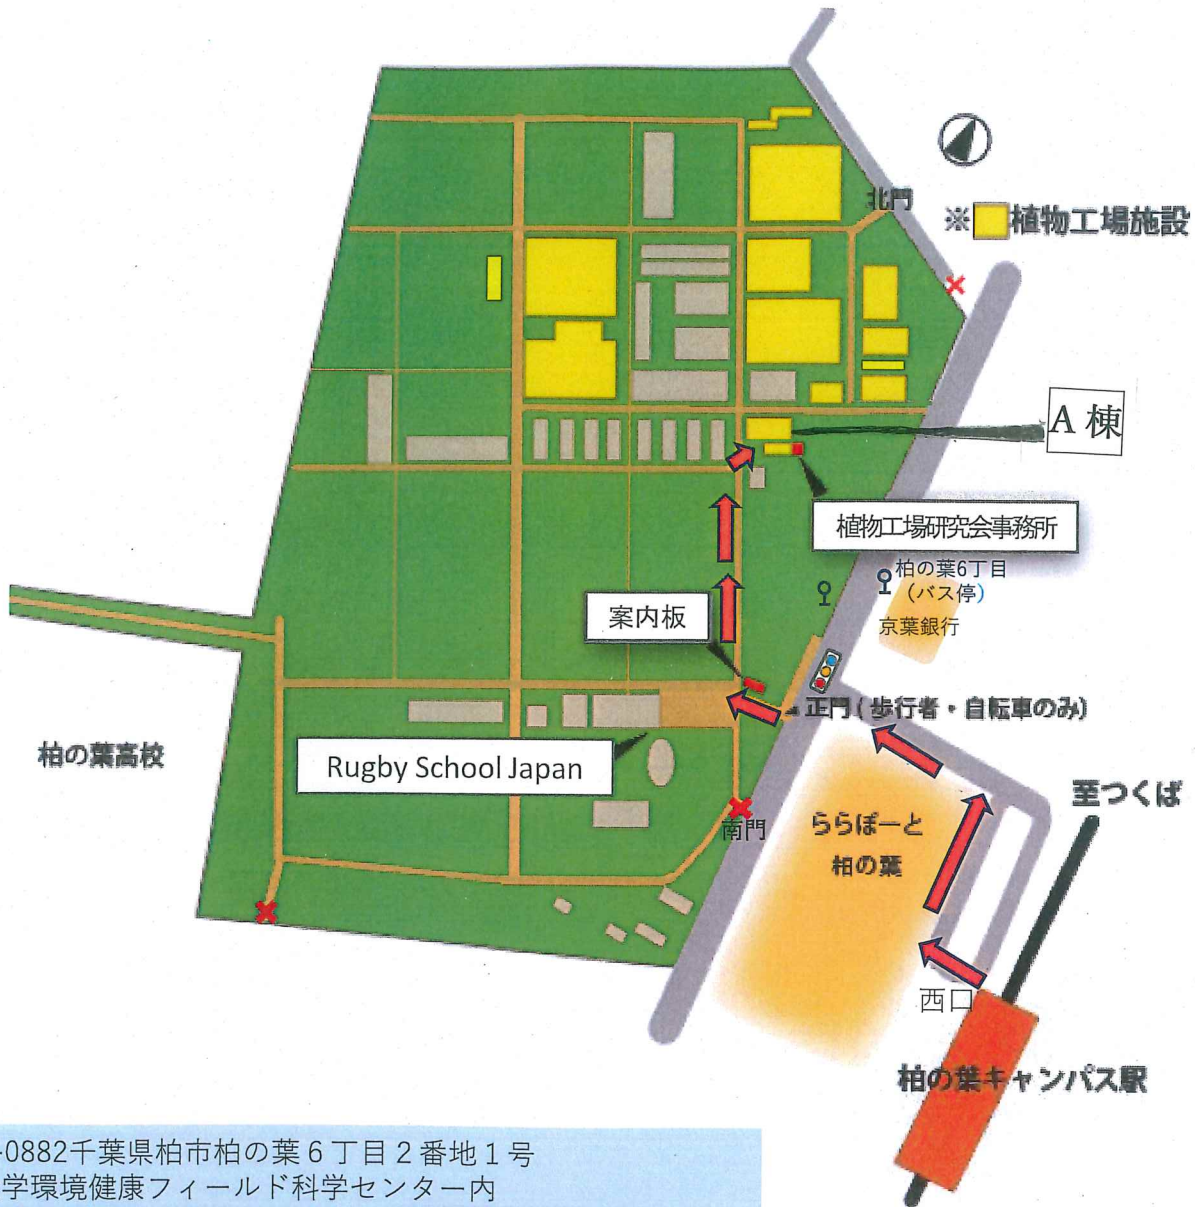 北門
※植物工場施設
A 棟
植物工場研究会事務所
柏の葉6丁目
（バス停）
京葉銀行
案内板
正門(歩行者・自転車のみ)
柏の葉高校
Rugby School Japan
南門
ららぽーと
柏の葉
至つくば
西口
柏の葉キャンパス駅
-0882千葉県柏市柏の葉６丁目２番地１号
学環境健康フィールド科学センター内